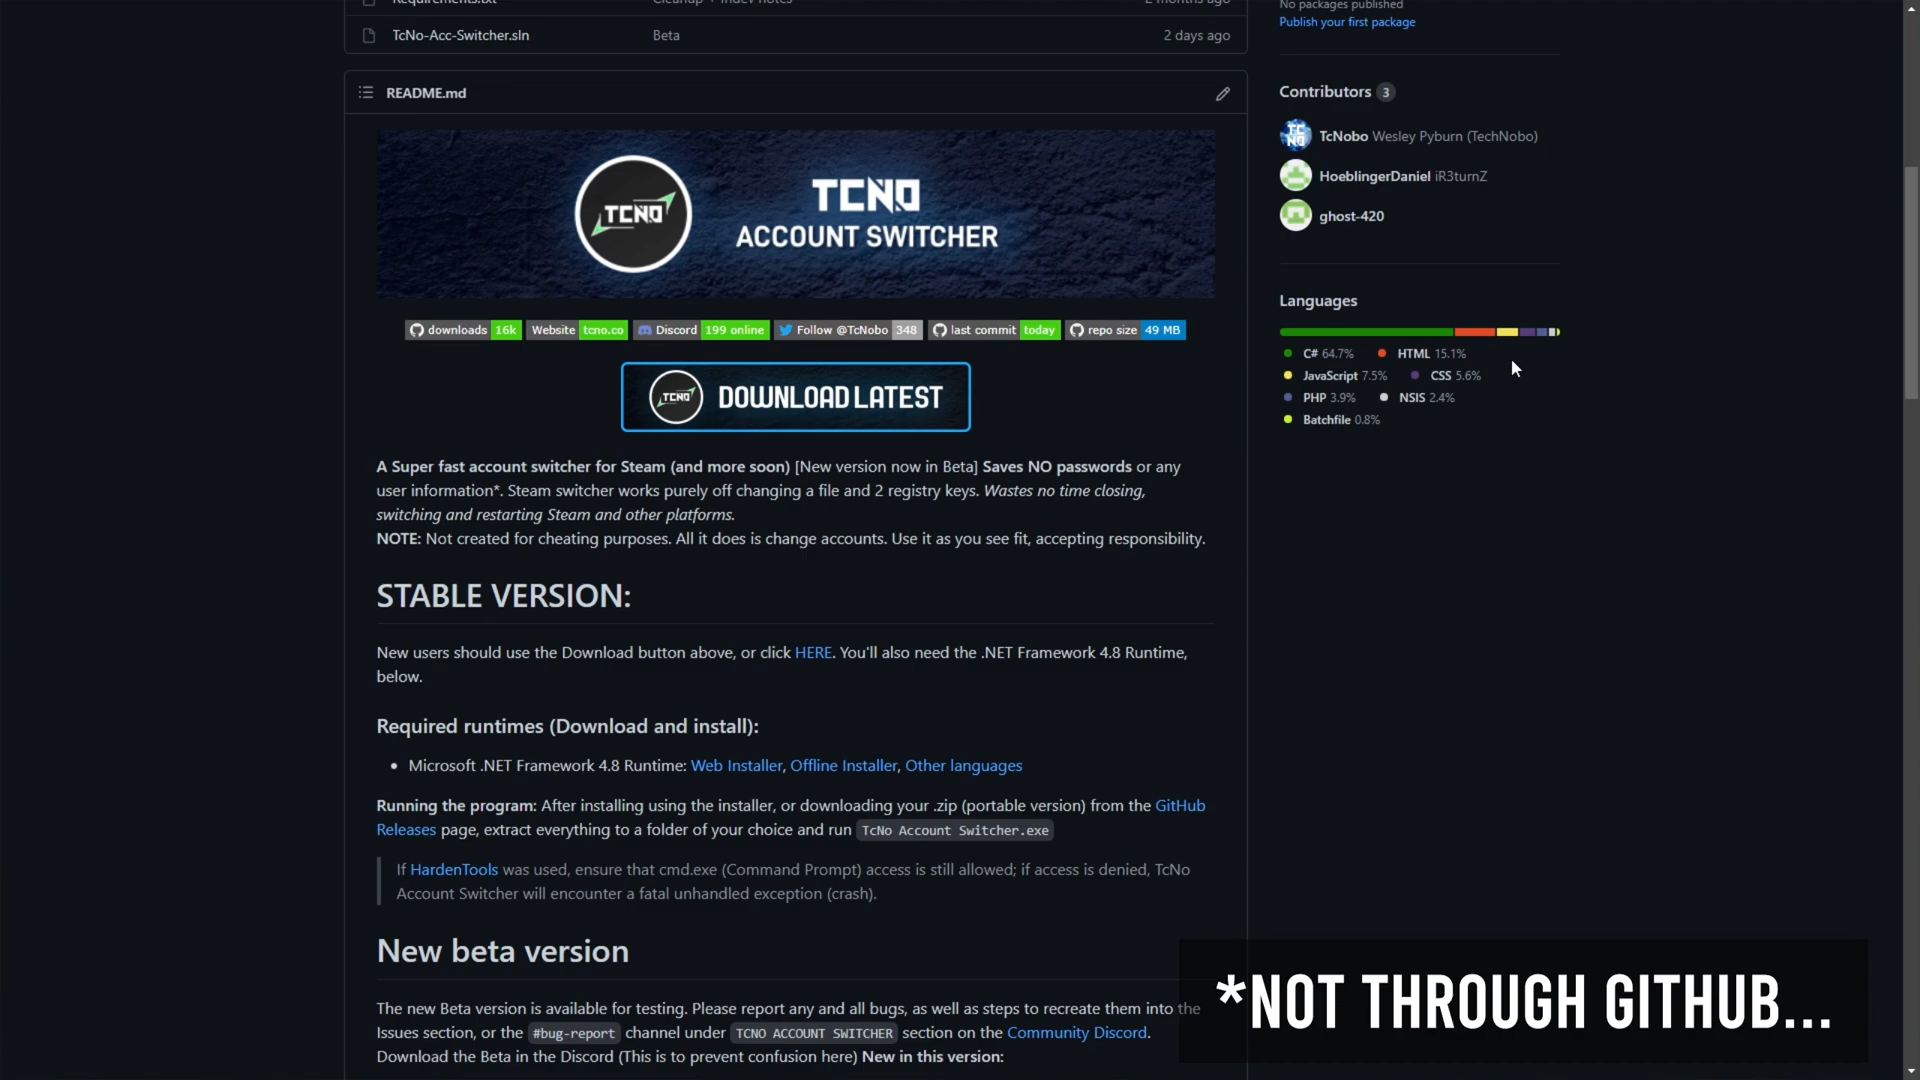 Requirements.txt Cleanup + indev notes 2 months ago
TcNo-Acc-Switcher.sln Beta 2 days ago
README.md
TCNO
TCNO
ACCOUNT SWITCHER
downloads 16k Website tcno.co Discord 199 online Follow @TcNobo 348 last commit today repo size 49 MB
TCNO DOWNLOAD LATEST
A Super fast account switcher for Steam (and more soon) [New version now in Beta] Saves NO passwords or any
user information*. Steam switcher works purely off changing a file and 2 registry keys. Wastes no time closing,
switching and restarting Steam and other platforms.
NOTE: Not created for cheating purposes. All it does is change accounts. Use it as you see fit, accepting responsibility.
STABLE VERSION:
New users should use the Download button above, or click HERE. You'll also need the .NET Framework 4.8 Runtime,
below.
Required runtimes (Download and install):
• Microsoft .NET Framework 4.8 Runtime: Web Installer, Offline Installer, Other languages
Running the program: After installing using the installer, or downloading your .zip (portable version) from the GitHub
Releases page, extract everything to a folder of your choice and run TcNo Account Switcher.exe
If HardenTools was used, ensure that cmd.exe (Command Prompt) access is still allowed; if access is denied, TcNo
Account Switcher will encounter a fatal unhandled exception (crash).
New beta version
The new Beta version is available for testing. Please report any and all bugs, as well as steps to recreate them into the
Issues section, or the #bug-report channel under TCNO ACCOUNT SWITCHER section on the Community Discord.
Download the Beta in the Discord (This is to prevent confusion here) New in this version:
No packages published
Publish your first package
Contributors 3
TcNobo Wesley Pyburn (TechNobo)
HoeblingerDaniel iR3turnZ
ghost-420
Languages
C# 64.7% HTML 15.1%
JavaScript 7.5% CSS 5.6%
PHP 3.9% NSIS 2.4%
Batchfile 0.8%
*NOT THROUGH GITHUB...